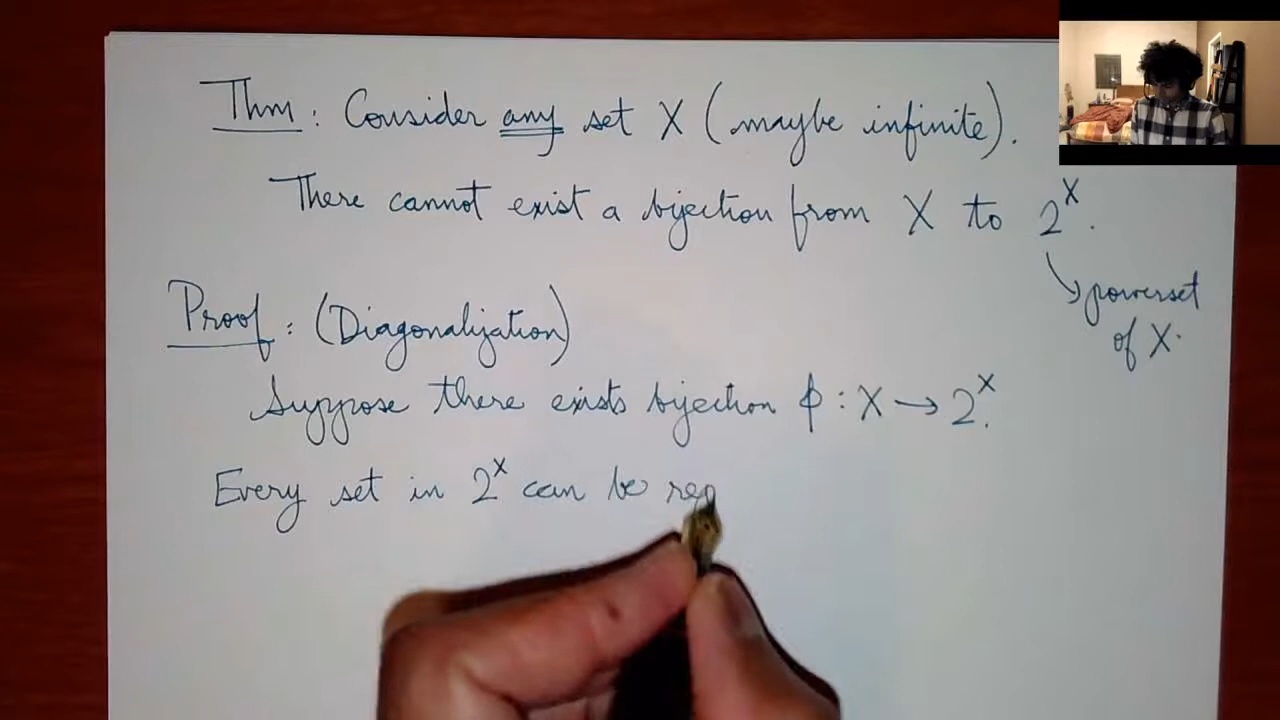 Thm: Consider any set X (maybe infinite).
There cannot exist a bijection from X to 2^X.
powerset
of X.
Proof: (Diagonalization)
Suppose there exists bijection φ: X → 2^X.
Every set in 2^X can be rep